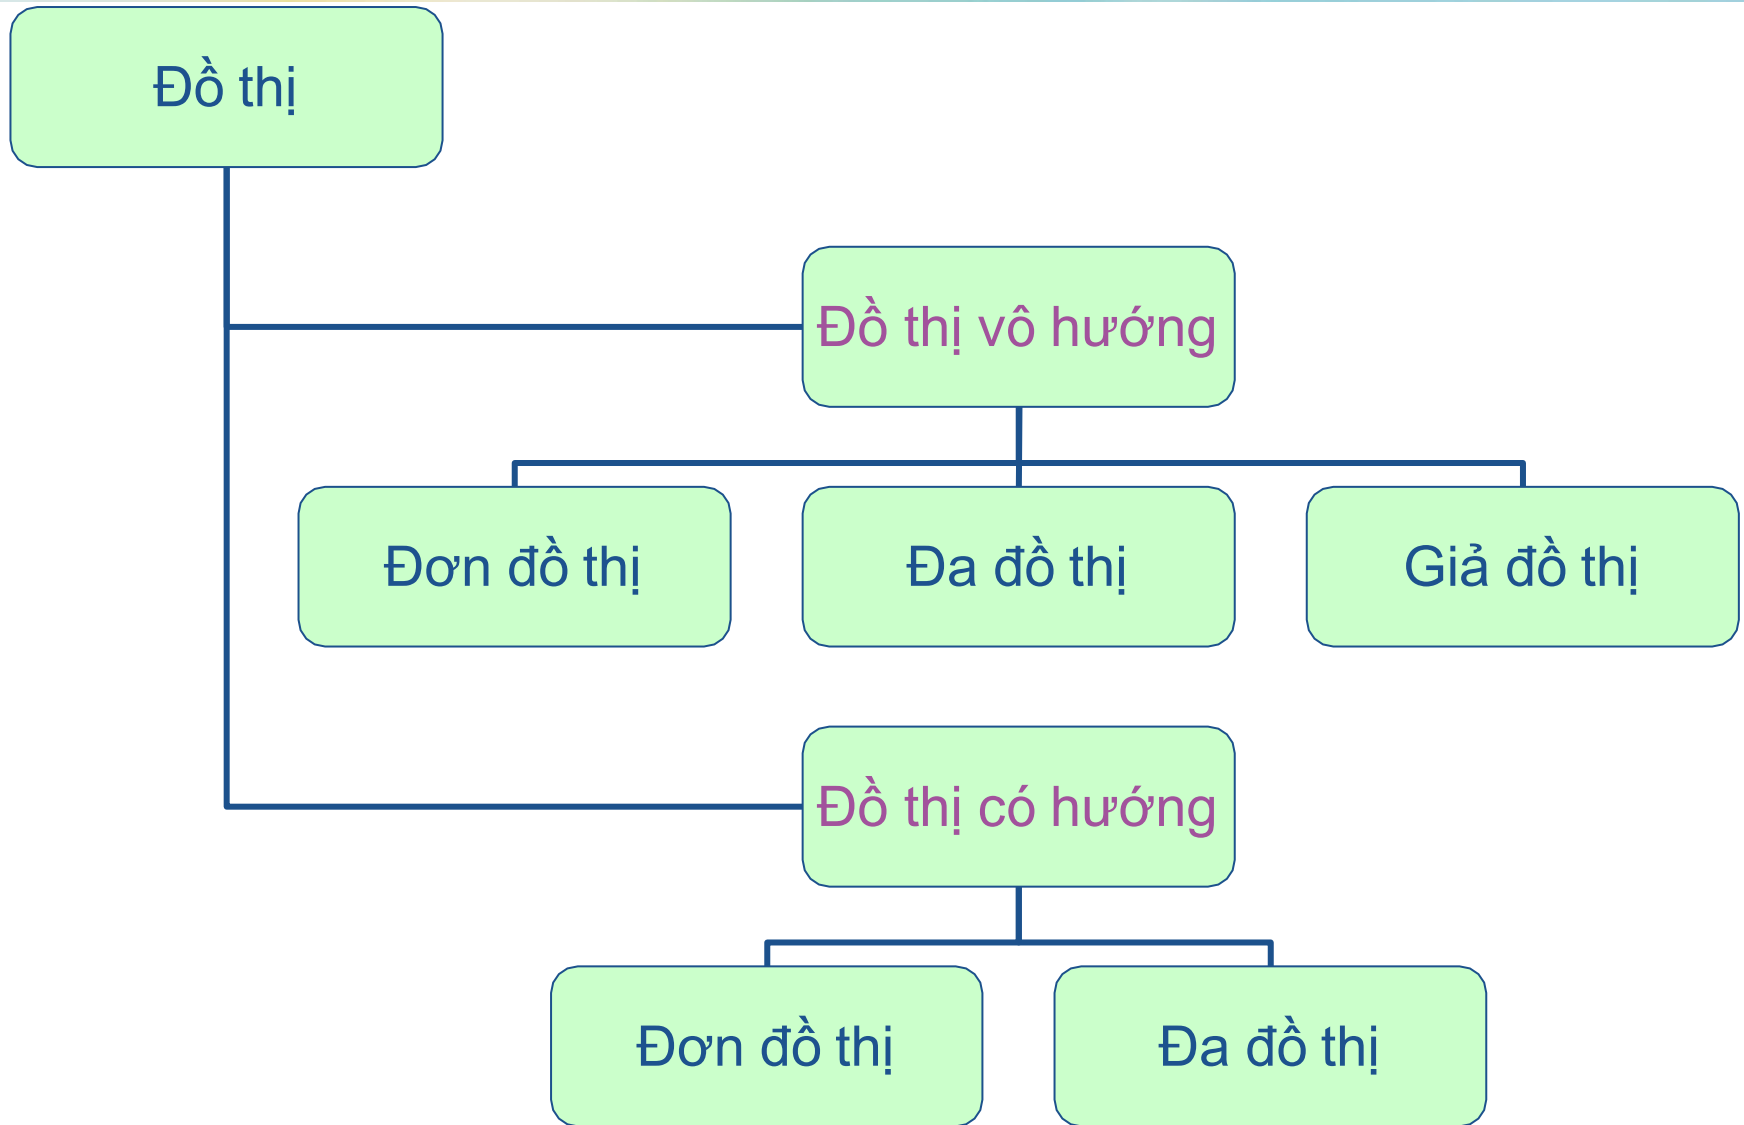 Đồ thị
Đồ thị vô hướng
Đơn đồ thị
Đa đồ thị
Giả đồ thị
Đồ thị có hướng
Đơn đồ thị
Đa đồ thị